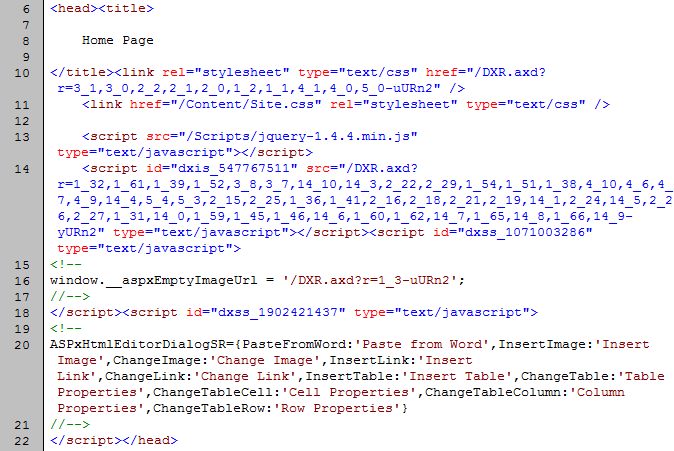 6 <head><title>
7
8 Home Page
9
10 </title><link rel="stylesheet" type="text/css" href="/DXR.axd?
r=3_1,3_0,2_2,2_1,2_0,1_2,1_1,4_1,4_0,5_0-uURn2" />
11 <link href="/Content/Site.css" rel="stylesheet" type="text/css" />
12
13 <script src="/Scripts/jquery-1.4.4.min.js"
type="text/javascript"></script>
14 <script id="dxis_547767511" src="/DXR.axd?
r=1_32,1_61,1_39,1_52,3_8,3_7,14_10,14_3,2_22,2_29,1_54,1_51,1_38,4_10,4_6,4_
7,4_9,14_4,5_4,5_3,2_15,2_25,1_36,1_41,2_16,2_18,2_21,2_19,14_1,2_24,14_5,2_2
6,2_27,1_31,14_0,1_59,1_45,1_46,14_6,1_60,1_62,14_7,1_65,14_8,1_66,14_9-
yURn2" type="text/javascript"></script><script id="dxss_1071003286"
type="text/javascript">
15 <!--
16 window.__aspxEmptyImageUrl = '/DXR.axd?r=1_3-uURn2';
17 //-->
18 </script><script id="dxss_1902421437" type="text/javascript">
19 <!--
20 ASPxHtmlEditorDialogSR={PasteFromWord:'Paste from Word',InsertImage:'Insert
Image',ChangeImage:'Change Image',InsertLink:'Insert
Link',ChangeLink:'Change Link',InsertTable:'Insert Table',ChangeTable:'Table
Properties',ChangeTableCell:'Cell Properties',ChangeTableColumn:'Column
Properties',ChangeTableRow:'Row Properties'}
21 //-->
22 </script></head>